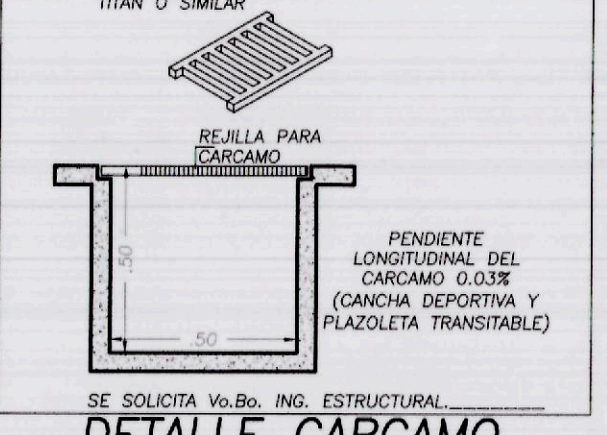 TITAN O SIMILAR
REJILLA PARA
CARCAMO
.50
.50
PENDIENTE
LONGITUDINAL DEL
CARCAMO 0.03%
(CANCHA DEPORTIVA Y
PLAZOLETA TRANSITABLE)
SE SOLICITA Vo.Bo. ING. ESTRUCTURAL.__________
DETALLE CARCAMO